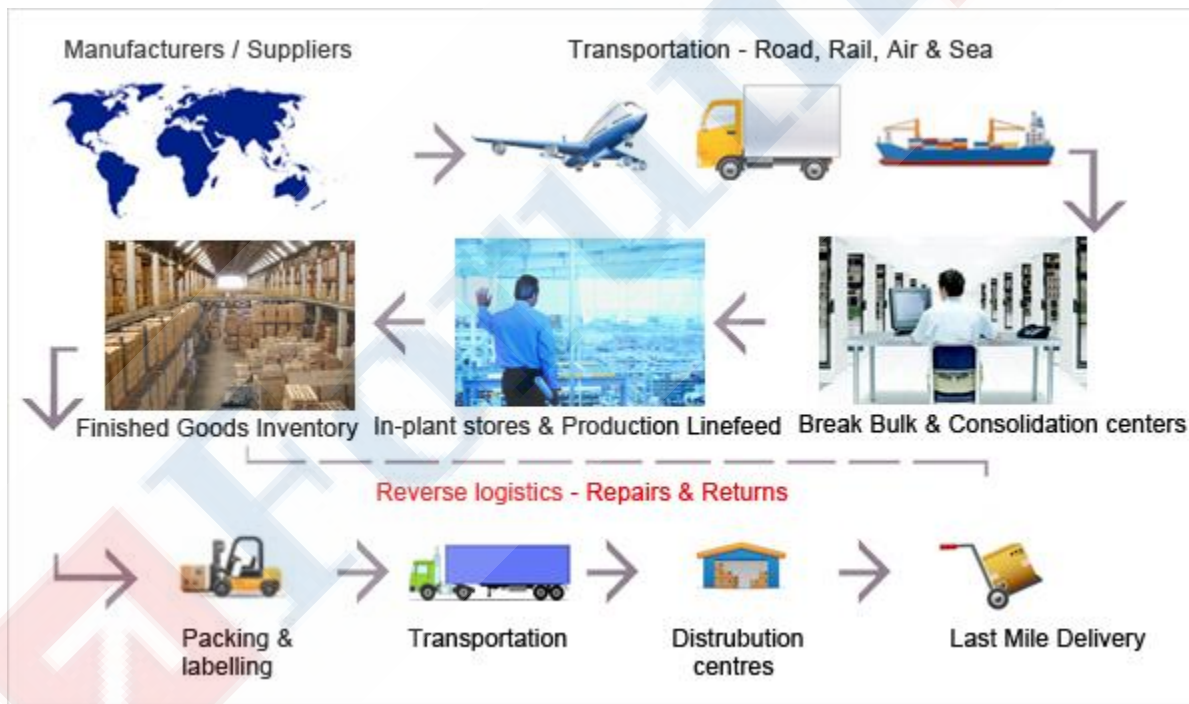 Manufacturers / Suppliers
Transportation - Road, Rail, Air & Sea
Finished Goods Inventory
In-plant stores & Production Linefeed
Break Bulk & Consolidation centers
Reverse logistics - Repairs & Returns
Packing &
labelling
Transportation
Distrubution
centres
Last Mile Delivery